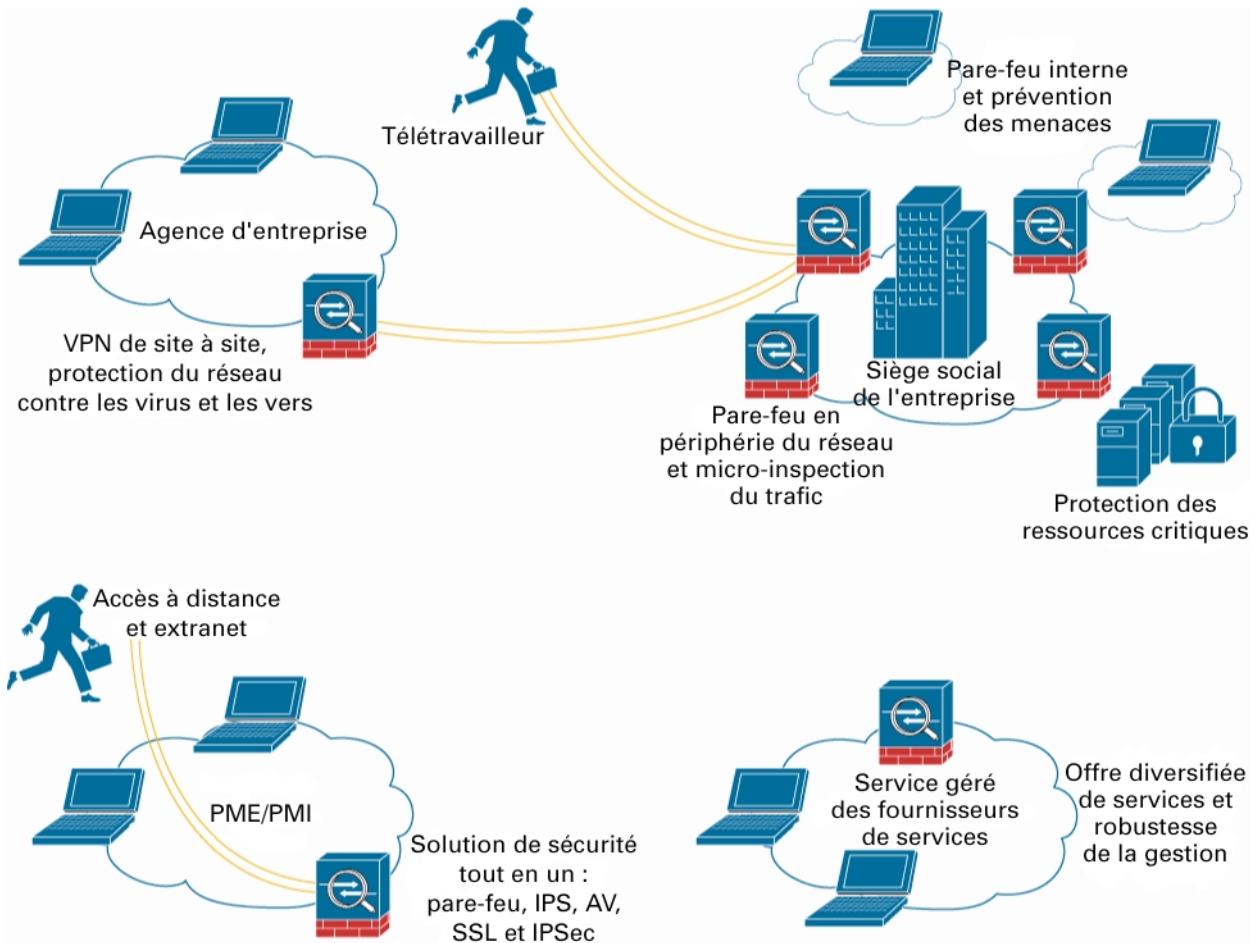 Télétravailleur
Pare-feu interne
et prévention
des menaces
Agence d'entreprise
VPN de site à site,
protection du réseau
contre les virus et les vers
Siège social
de l'entreprise
Pare-feu en
périphérie du réseau
et micro-inspection
du trafic
Protection des
ressources critiques
Accès à distance
et extranet
PME/PMI
Solution de sécurité
tout en un :
pare-feu, IPS, AV,
SSL et IPSec
Service géré
des fournisseurs
de services
Offre diversifiée
de services et
robustesse
de la gestion